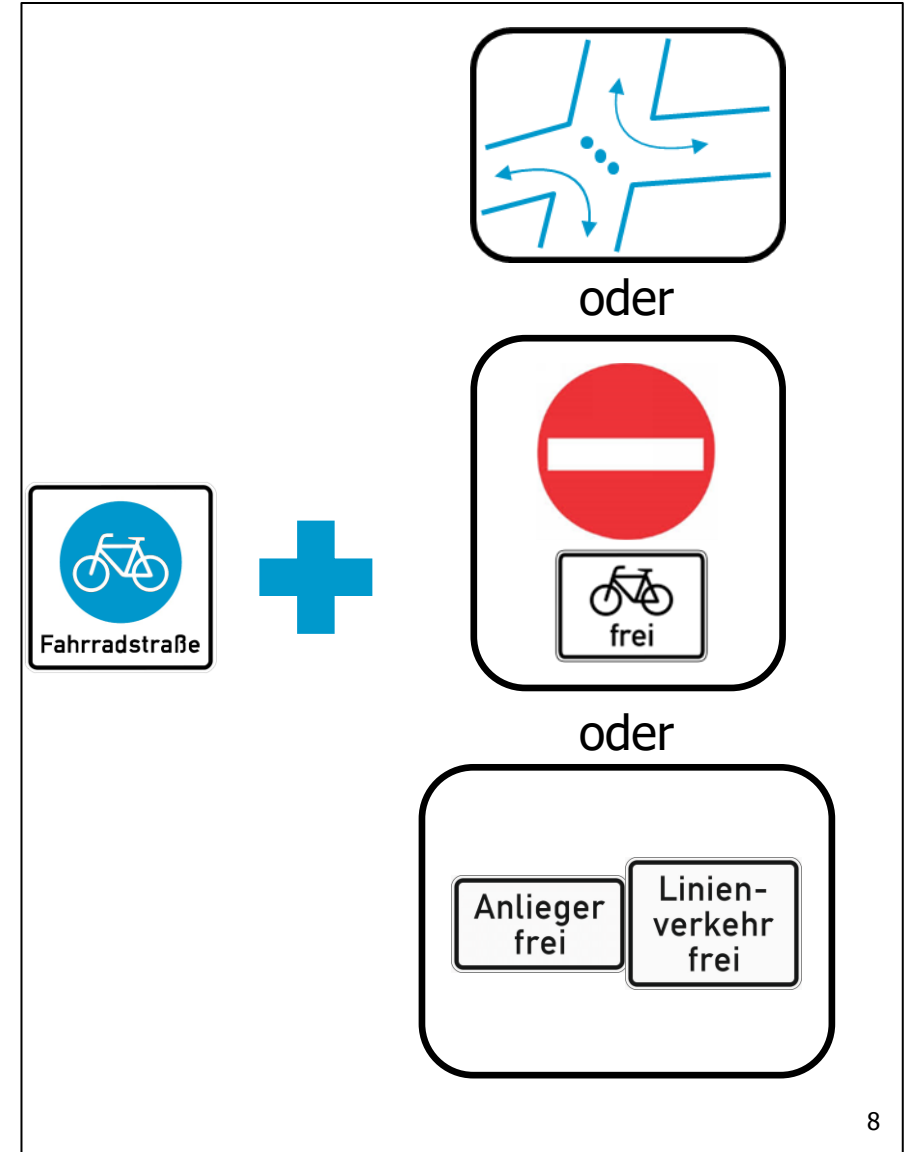 oder
frei
Fahrradstraße
oder
Anlieger
frei
Linien-
verkehr
frei
8